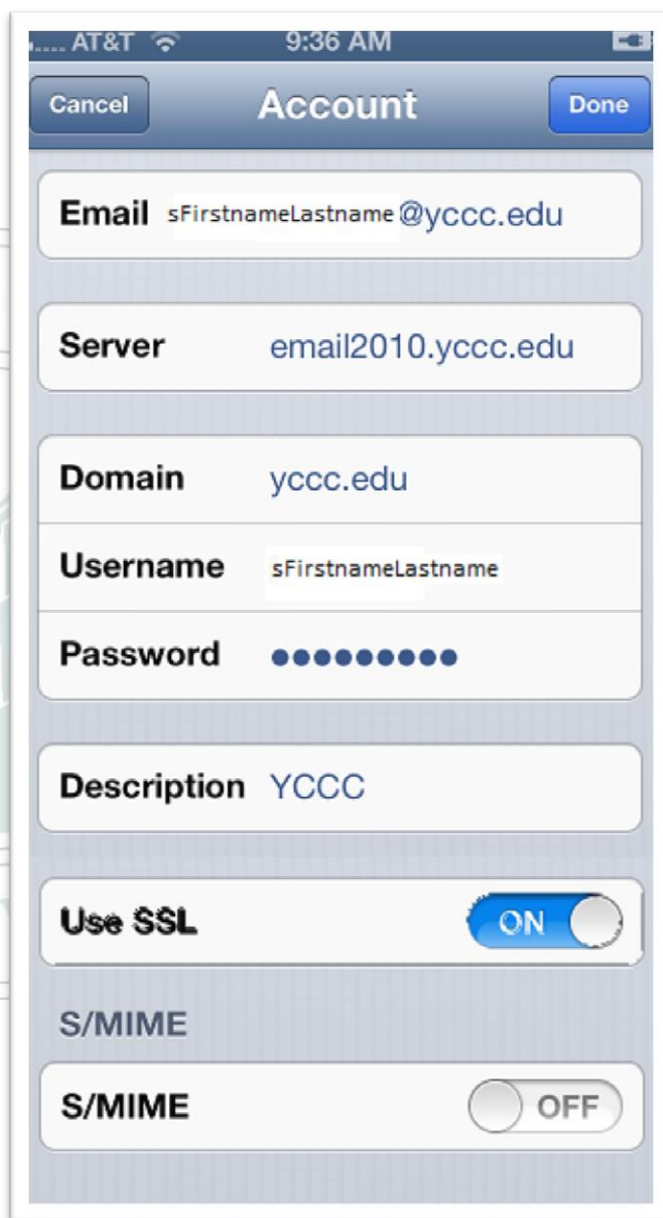 ..... AT&T 9:36 AM
Cancel Account Done
Email sFirstnameLastname@yccc.edu
Server email2010.yccc.edu
Domain yccc.edu
Username sFirstnameLastname
Password •••••••••
Description YCCC
Use SSL ON
S/MIME
S/MIME OFF